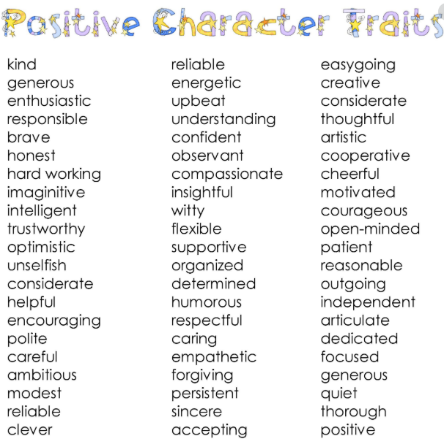 Positive Character Traits
kind
generous
enthusiastic
responsible
brave
honest
hard working
imaginitive
intelligent
trustworthy
optimistic
unselfish
considerate
helpful
encouraging
polite
careful
ambitious
modest
reliable
clever
reliable
energetic
upbeat
understanding
confident
observant
compassionate
insightful
witty
flexible
supportive
organized
determined
humorous
respectful
caring
empathetic
forgiving
persistent
sincere
accepting
easygoing
creative
considerate
thoughtful
artistic
cooperative
cheerful
motivated
courageous
open-minded
patient
reasonable
outgoing
independent
articulate
dedicated
focused
generous
quiet
thorough
positive